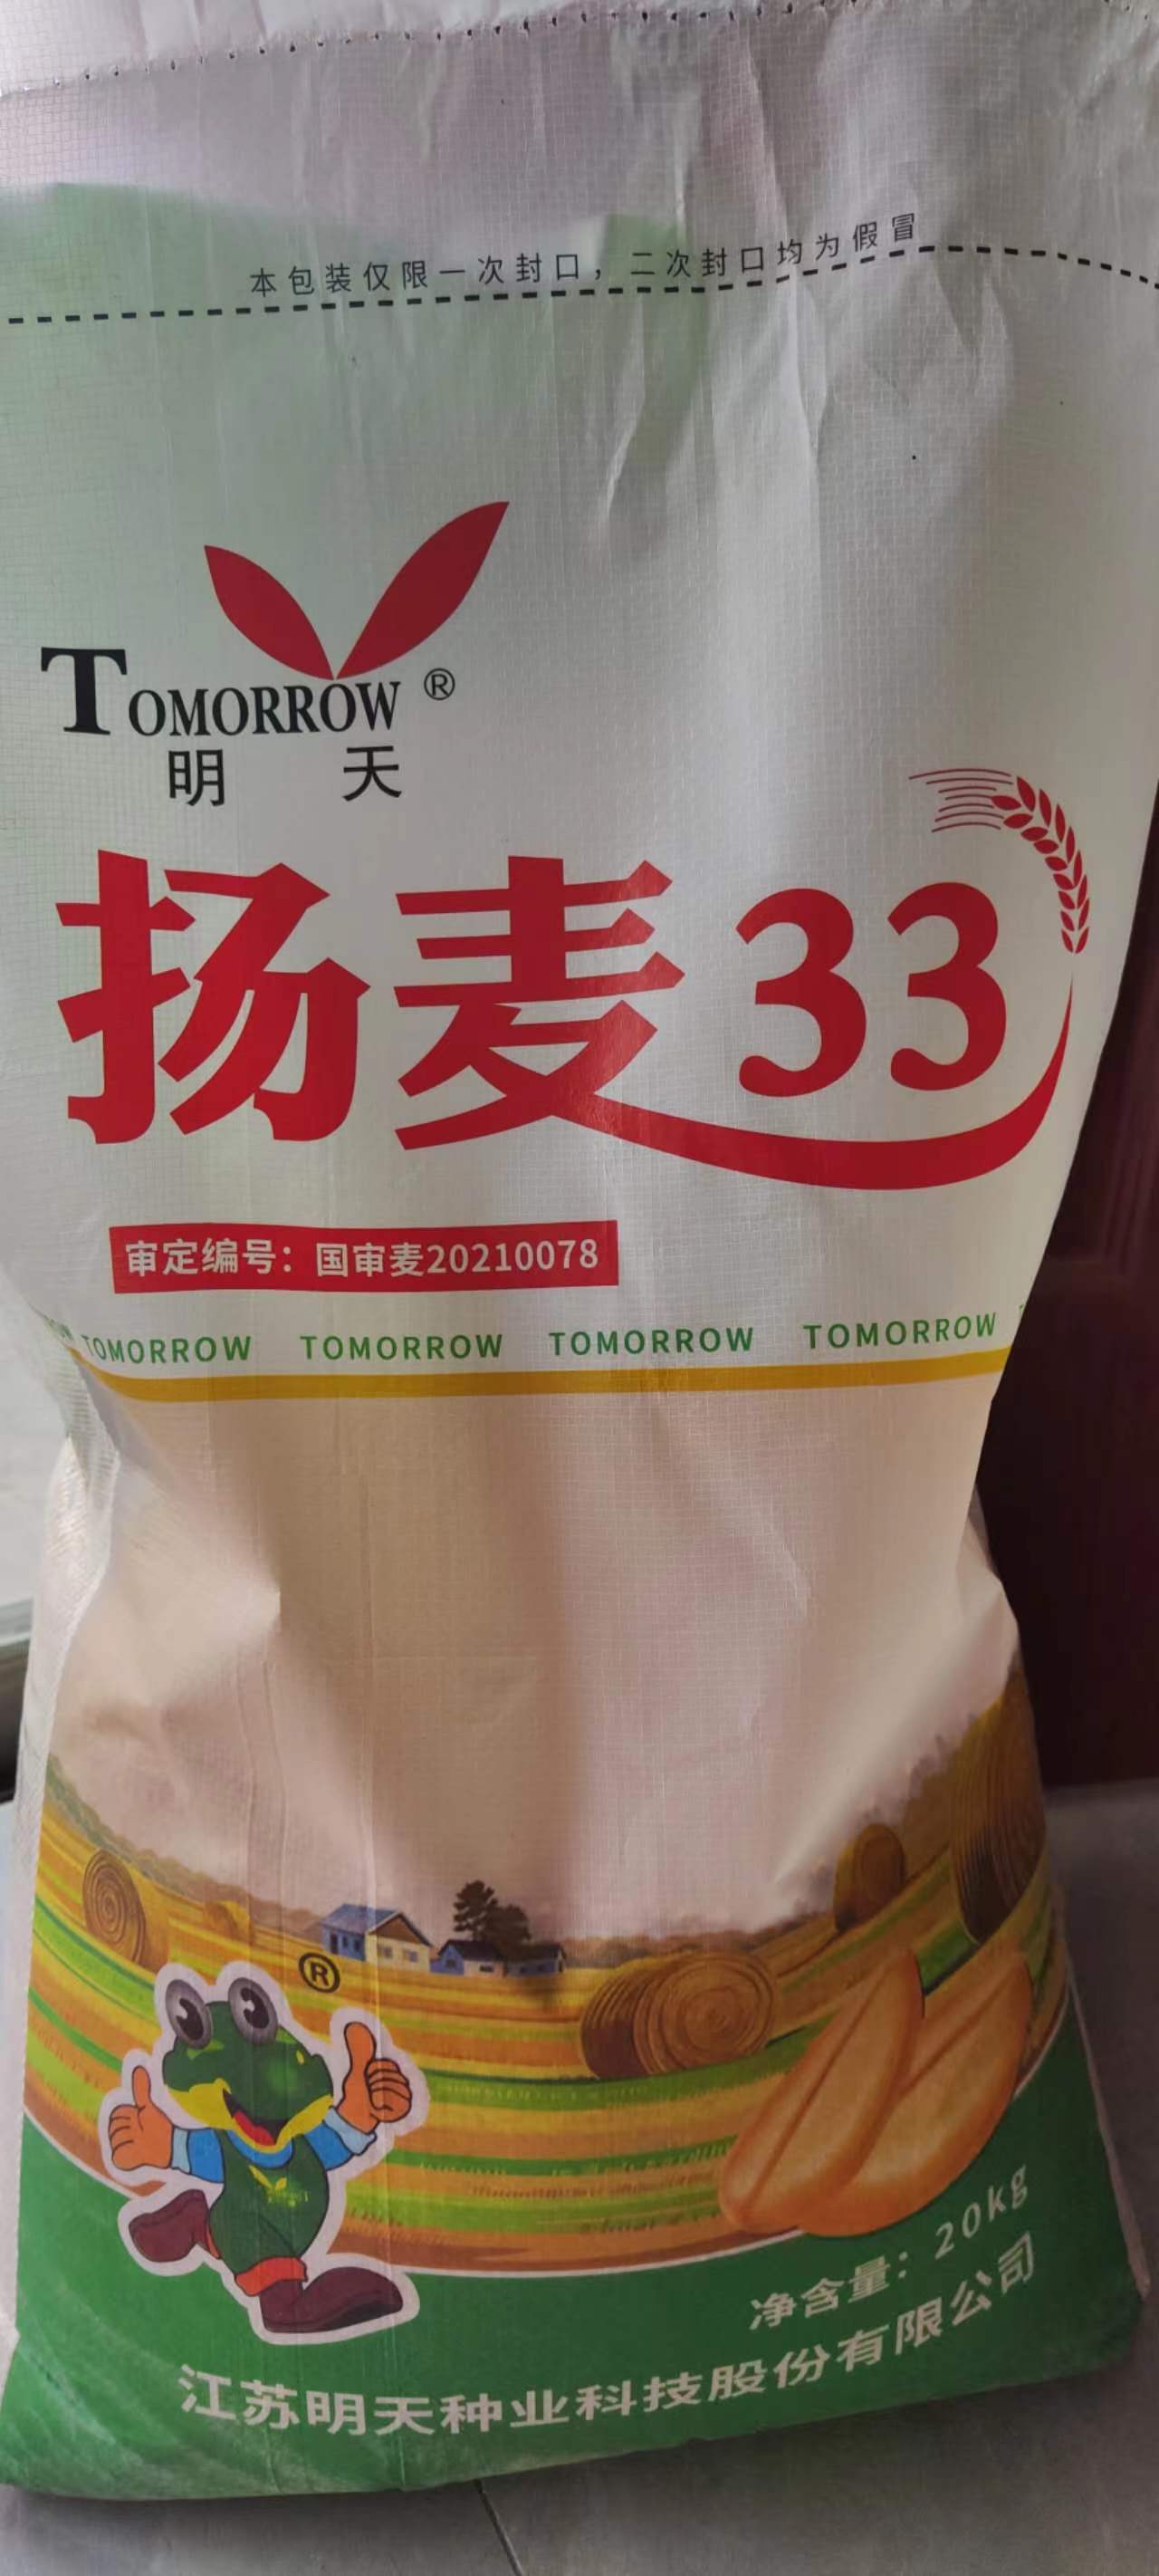 本包装仅限一次封口，二次封口均为假冒
TOMORROW ®
明天
扬麦33
审定编号：国审麦20210078
TOMORROW TOMORROW TOMORROW TOMORROW
®
净含量：20kg
江苏明天种业科技股份有限公司